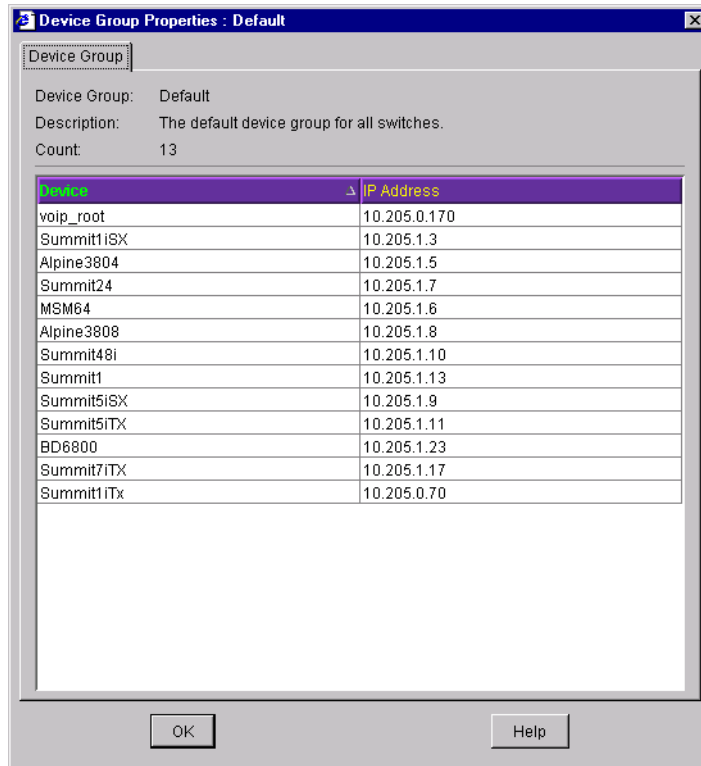 Device Group Properties : Default
Device Group
Device Group: Default
Description: The default device group for all switches.
Count: 13
Device IP Address
voip_root 10.205.0.170
Summit1iSX 10.205.1.3
Alpine3804 10.205.1.5
Summit24 10.205.1.7
MSM64 10.205.1.6
Alpine3808 10.205.1.8
Summit48i 10.205.1.10
Summit1 10.205.1.13
Summit5iSX 10.205.1.9
Summit5iTX 10.205.1.11
BD6800 10.205.1.23
Summit7iTX 10.205.1.17
Summit1iTx 10.205.0.70
OK Help